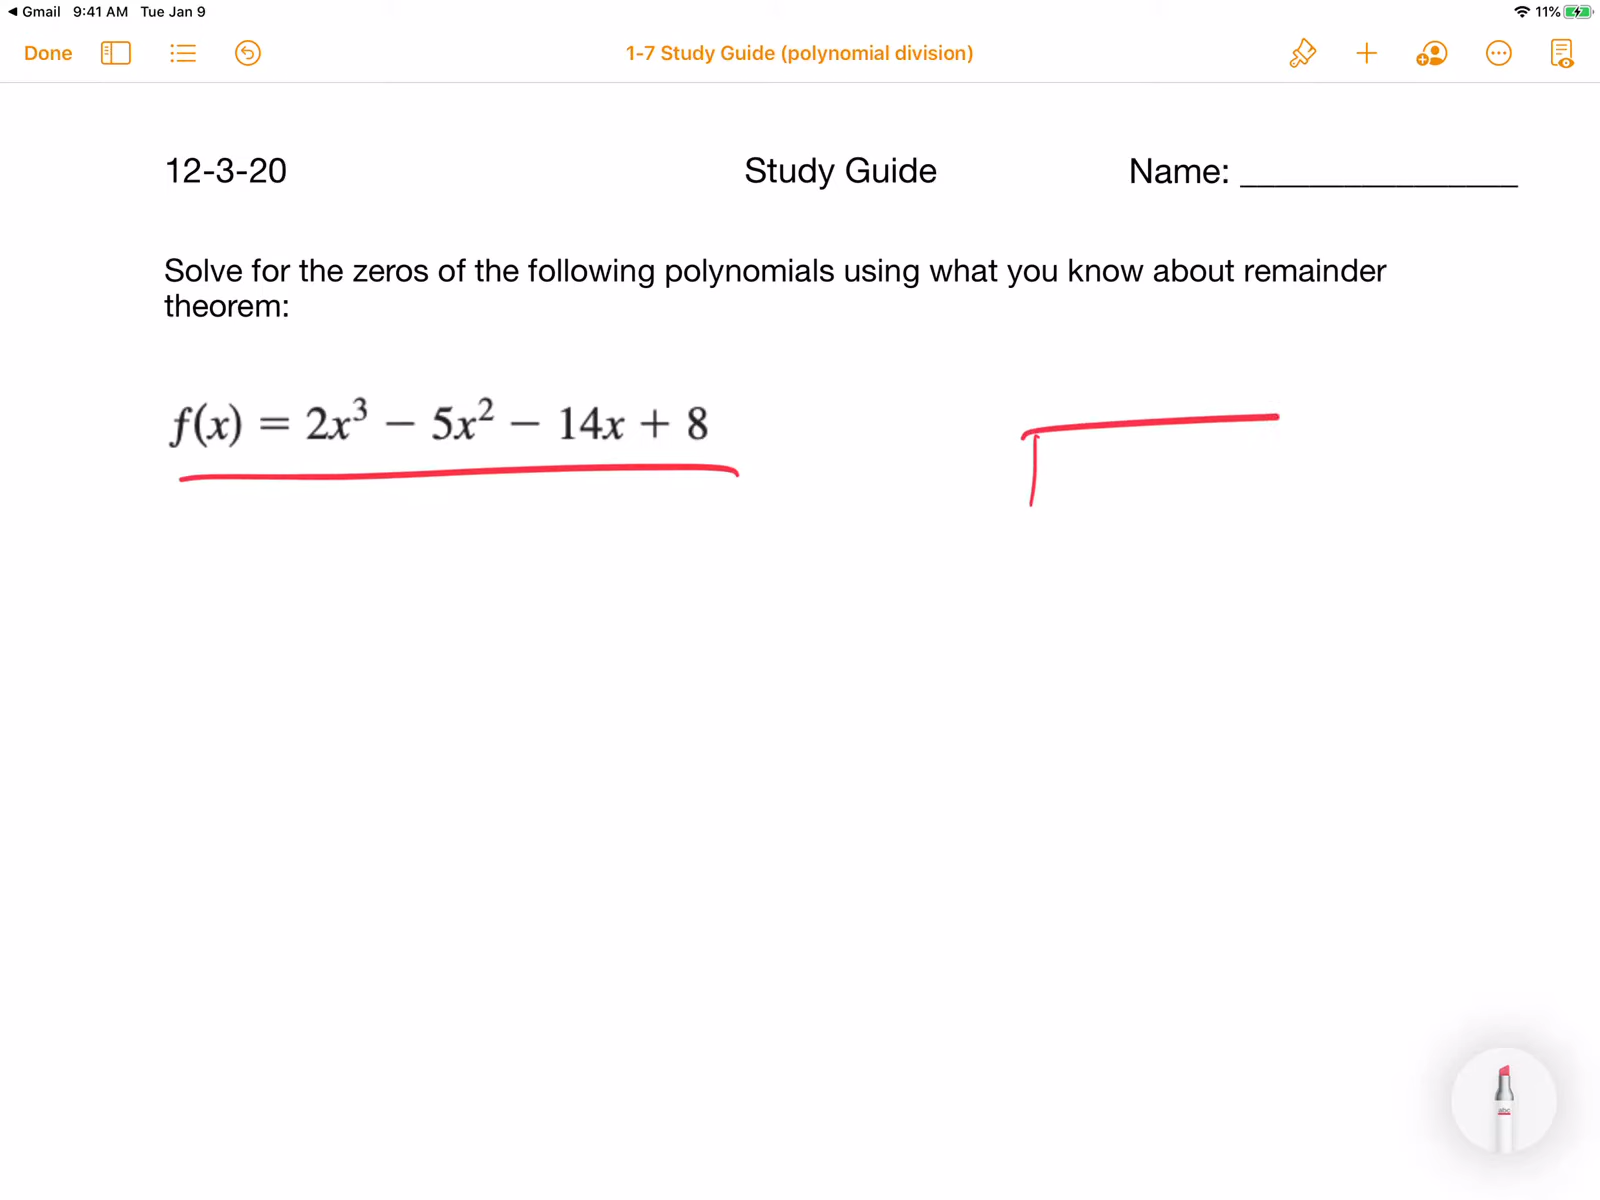 ◀ Gmail 9:41 AM Tue Jan 9 11%
Done 1-7 Study Guide (polynomial division)
12-3-20 Study Guide Name: _______________
Solve for the zeros of the following polynomials using what you know about remainder
theorem:
f(x) = 2x³ − 5x² − 14x + 8
abc